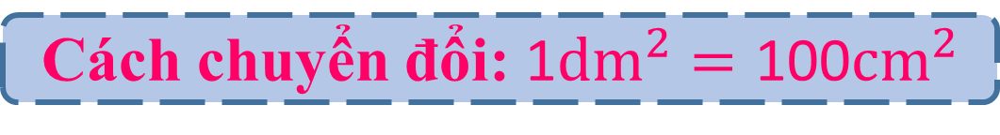 Cách chuyển đổi: 1dm² = 100cm²